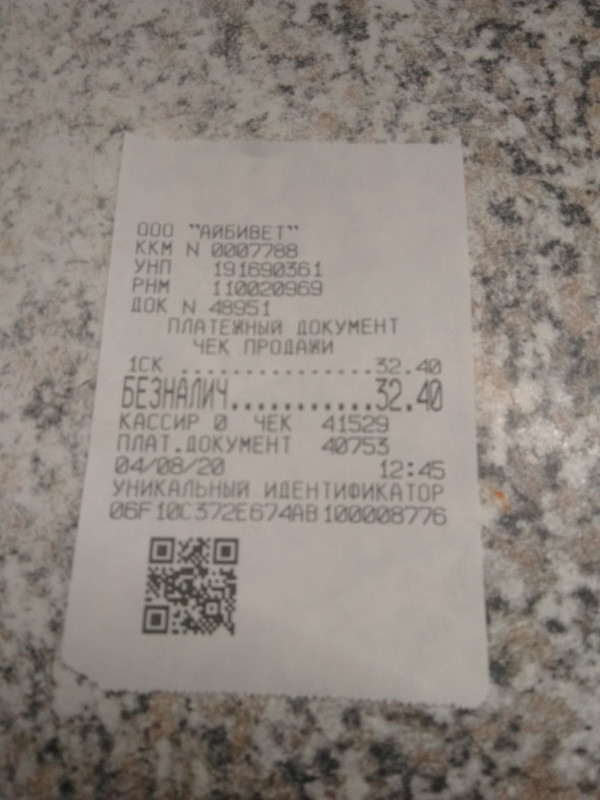 ООО "АЙБИВЕТ"
ККМ N 0007788
УНП 191690361
РНМ 110020969
ДОК N 48951
ПЛАТЕЖНЫЙ ДОКУМЕНТ
ЧЕК ПРОДАЖИ
1СК ................32.40
БЕЗНАЛИЧ...........32.40
КАССИР 0 ЧЕК 41529
ПЛАТ.ДОКУМЕНТ 40753
04/08/20 12:45
УНИКАЛЬНЫЙ ИДЕНТИФИКАТОР
06F10C372E674AB100008776